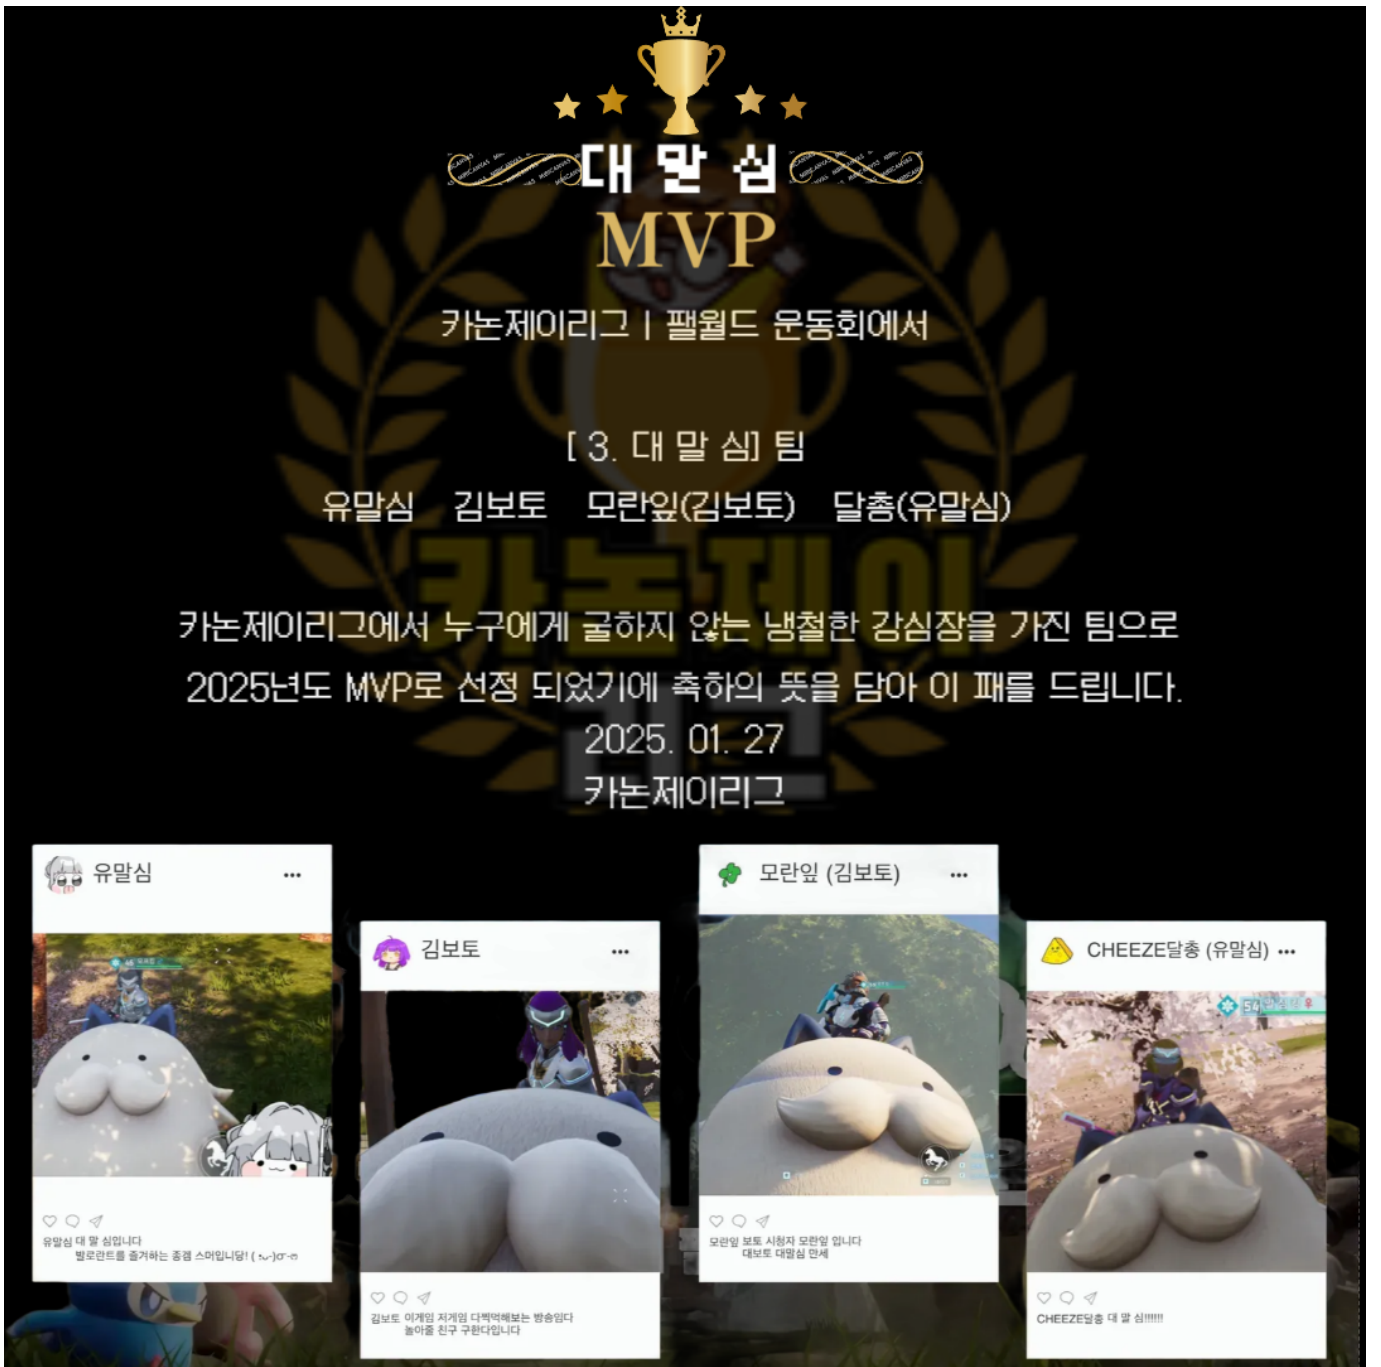 대 말 심
MVP
카논제이리그 | 팰월드 운동회에서
[ 3. 대 말 심] 팀
유말심 김보토 모란잎(김보토) 달총(유말심)
카논제이
리그
카논제이리그에서 누구에게 굴하지 않는 냉철한 강심장을 가진 팀으로
2025년도 MVP로 선정 되었기에 축하의 뜻을 담아 이 패를 드립니다.
2025. 01. 27
카논제이리그
유말심
유말심 대 말 심입니다
발로란트를 즐겨하는 종겜 스머입니당!
김보토
김보토 이게임 저게임 다찍먹해보는 방송임다
놀아줄 친구 구한다입니다
모란잎 (김보토)
모란잎 보토 시청자 모란잎 입니다
대보토 대말심 만세
CHEEZE달총 (유말심)
54
CHEEZE달총 대 말 심!!!!!!!